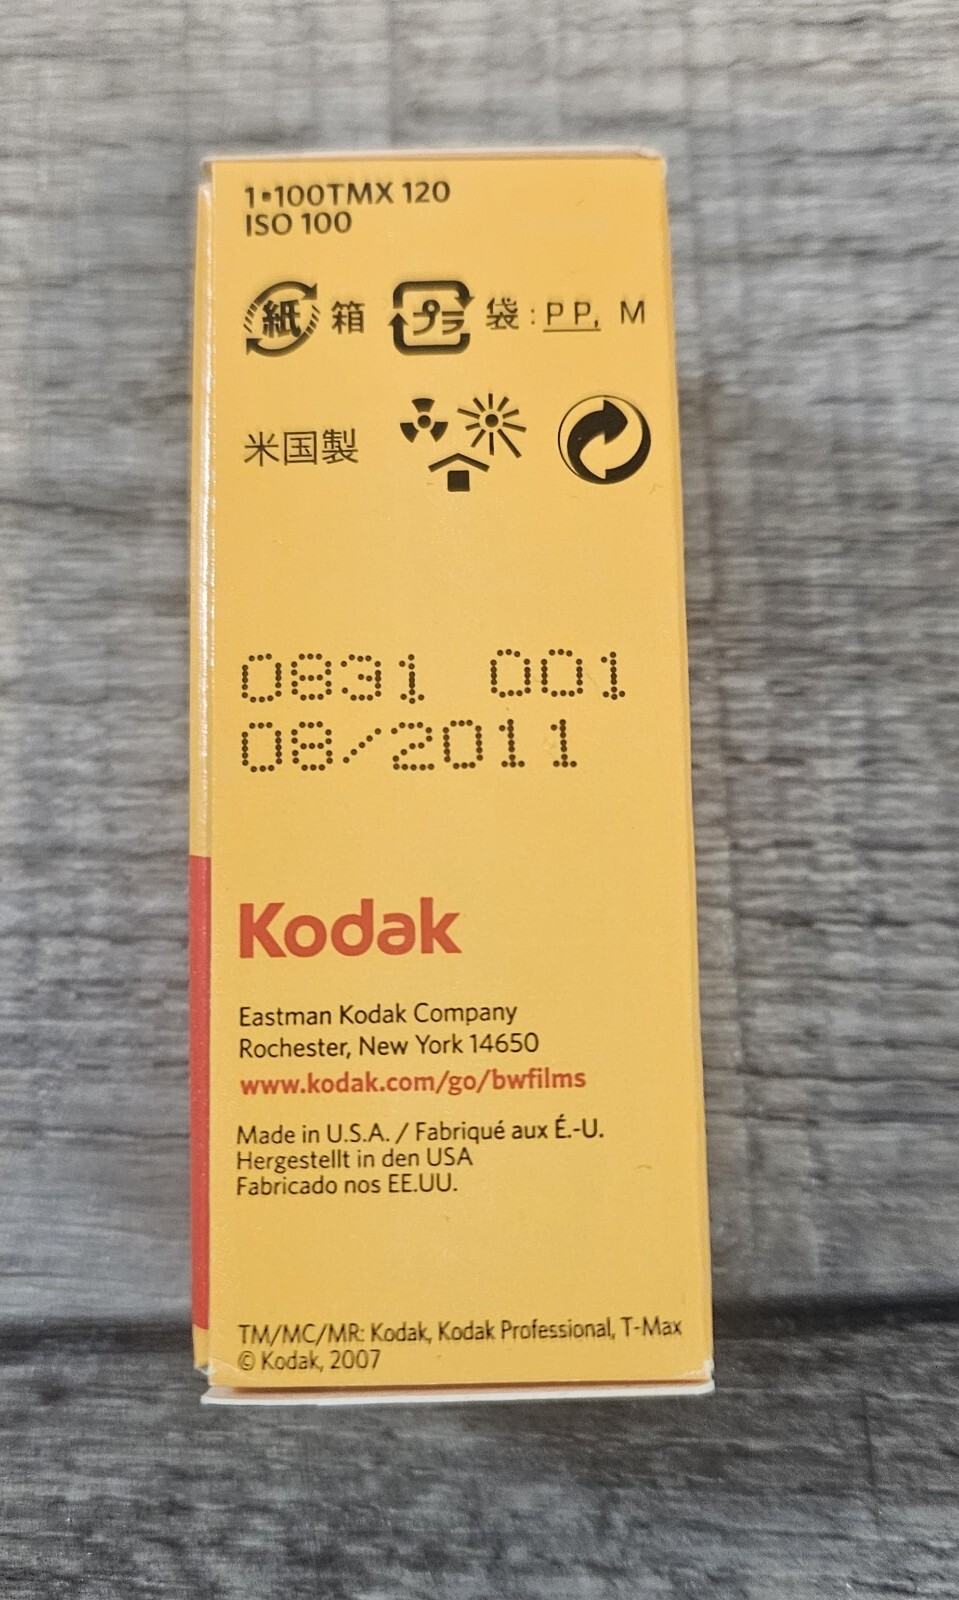 1•100TMX 120
ISO 100
紙 箱 プラ 袋 : PP, M
米国製
0831 001
08/2011
Kodak
Eastman Kodak Company
Rochester, New York 14650
www.kodak.com/go/bwfilms
Made in U.S.A. / Fabriqué aux É.-U.
Hergestellt in den USA
Fabricado nos EE.UU.
TM/MC/MR: Kodak, Kodak Professional, T-Max
© Kodak, 2007